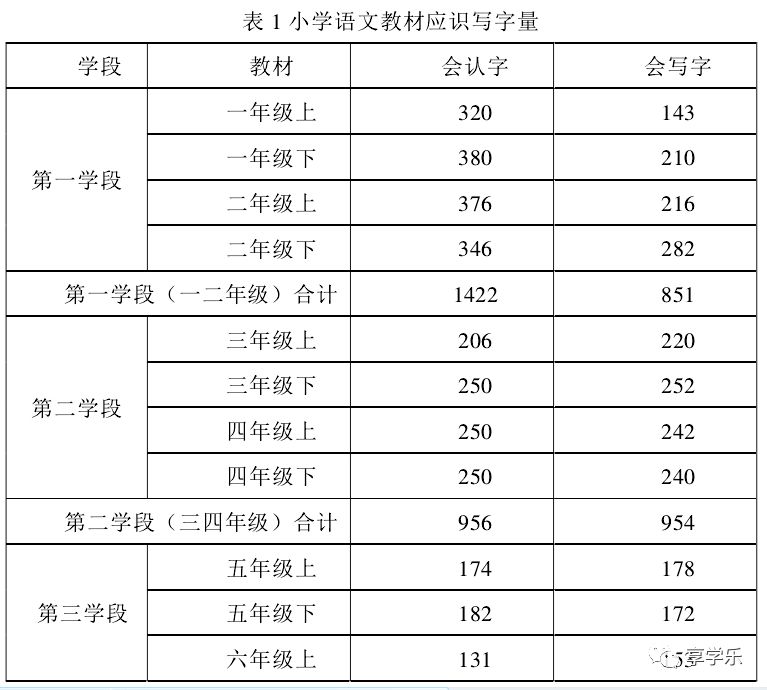 表 1 小学语文教材应识写字量
学段 教材 会认字 会写字
第一学段
一年级上 320 143
一年级下 380 210
二年级上 376 216
二年级下 346 282
第一学段（一二年级）合计 1422 851
第二学段
三年级上 206 220
三年级下 250 252
四年级上 250 242
四年级下 250 240
第二学段（三四年级）合计 956 954
第三学段
五年级上 174 178
五年级下 182 172
六年级上 131
享学乐